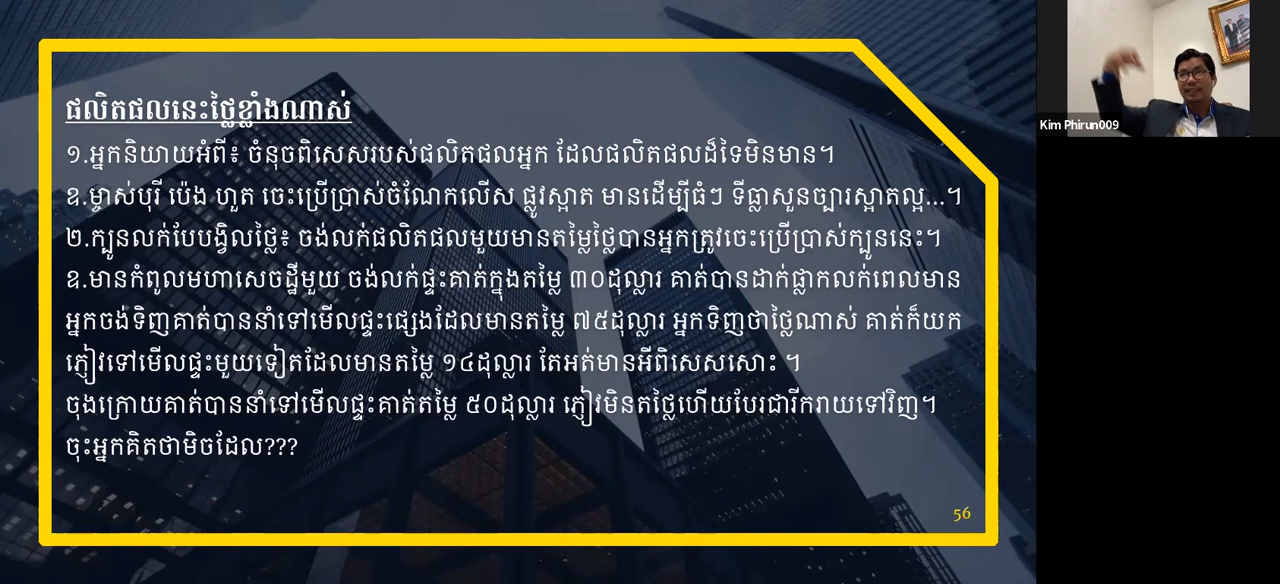 ផលិតផលនេះថ្លៃខ្លាំងណាស់
១.អ្នកនិយាយអំពី៖ ចំនុចពិសេសរបស់ផលិតផលអ្នក ដែលផលិតផលដ៏ទៃមិនមាន។
ឧ.ម្ចាស់បុរី ប៉េង ហួត ចេះប្រើប្រាស់ចំណែកលើស ផ្លូវស្អាត មានដើម្បីធំៗ ទីធ្លាសួនច្បារស្អាតល្អ...។
២.ក្បួនលក់បែបបង្វិលថ្លៃ៖ ចង់លក់ផលិតផលមួយមានតម្លៃថ្លៃបានអ្នកត្រូវចេះប្រើប្រាស់ក្បួននេះ។
ឧ.មានកំពូលមហាសេចដ្ឋីមួយ ចង់លក់ផ្ទះគាត់ក្នុងតម្លៃ ៣០ដុល្លារ គាត់បានដាក់ផ្លាកលក់ពេលមាន
អ្នកចង់ទិញគាត់បាននាំទៅមើលផ្ទះផ្សេងដែលមានតម្លៃ ៧៥ដុល្លារ អ្នកទិញថាថ្លៃណាស់ គាត់ក៏យក
ភ្ញៀវទៅមើលផ្ទះមួយទៀតដែលមានតម្លៃ ១៤ដុល្លារ តែអត់មានអីពិសេសសោះ ។
ចុងក្រោយគាត់បាននាំទៅមើលផ្ទះគាត់តម្លៃ ៥០ដុល្លារ ភ្ញៀវមិនតថ្លៃហើយបែរជារីករាយទៅវិញ។
ចុះអ្នកគិតថាមិចដែល???
56
Kim Phirun009